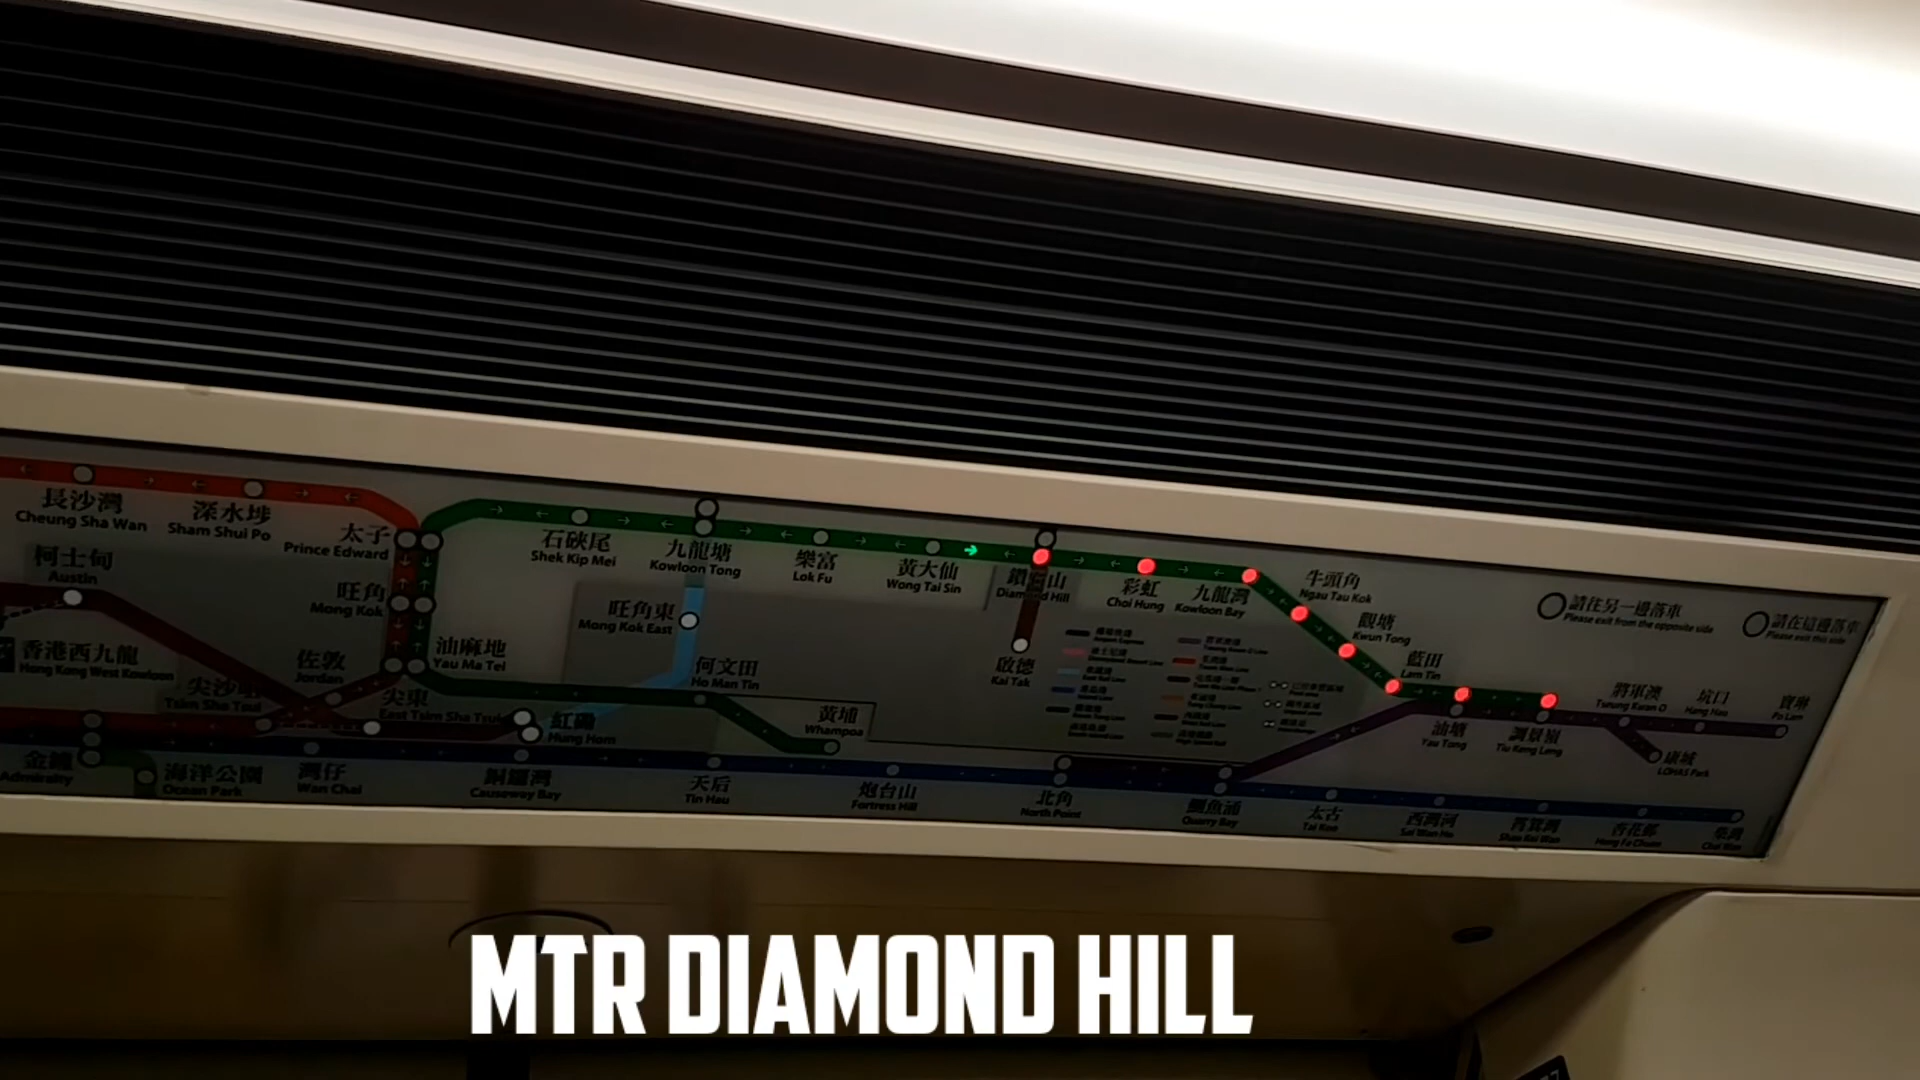 長沙灣
Cheung Sha Wan
深水埗
Sham Shui Po
太子
Prince Edward
石硤尾
Shek Kip Mei
九龍塘
Kowloon Tong
樂富
Lok Fu
黃大仙
Wong Tai Sin
鑽石山
Diamond Hill
彩虹
Choi Hung
九龍灣
Kowloon Bay
牛頭角
Ngau Tau Kok
觀塘
Kwun Tong
藍田
Lam Tin
請往另一邊落車
Please exit from the opposite side
請在這邊落車
Please exit this side
柯士甸
Austin
旺角
Mong Kok
旺角東
Mong Kok East
香港西九龍
Hong Kong West Kowloon
佐敦
Jordan
油麻地
Yau Ma Tei
何文田
Ho Man Tin
啟德
Kai Tak
尖沙咀
Tsim Sha Tsui
尖東
East Tsim Sha Tsui
紅磡
Hung Hom
黃埔
Whampoa
油塘
Yau Tong
調景嶺
Tiu Keng Leng
將軍澳
Tseung Kwan O
坑口
Hang Hau
寶琳
Po Lam
康城
LOHAS Park
金鐘
Admiralty
海洋公園
Ocean Park
灣仔
Wan Chai
銅鑼灣
Causeway Bay
天后
Tin Hau
炮台山
Fortress Hill
北角
North Point
鰂魚涌
Quarry Bay
太古
Tai Koo
西灣河
Sai Wan Ho
筲箕灣
Shau Kei Wan
杏花邨
Heng Fa Chuen
柴灣
Chai Wan
MTR DIAMOND HILL